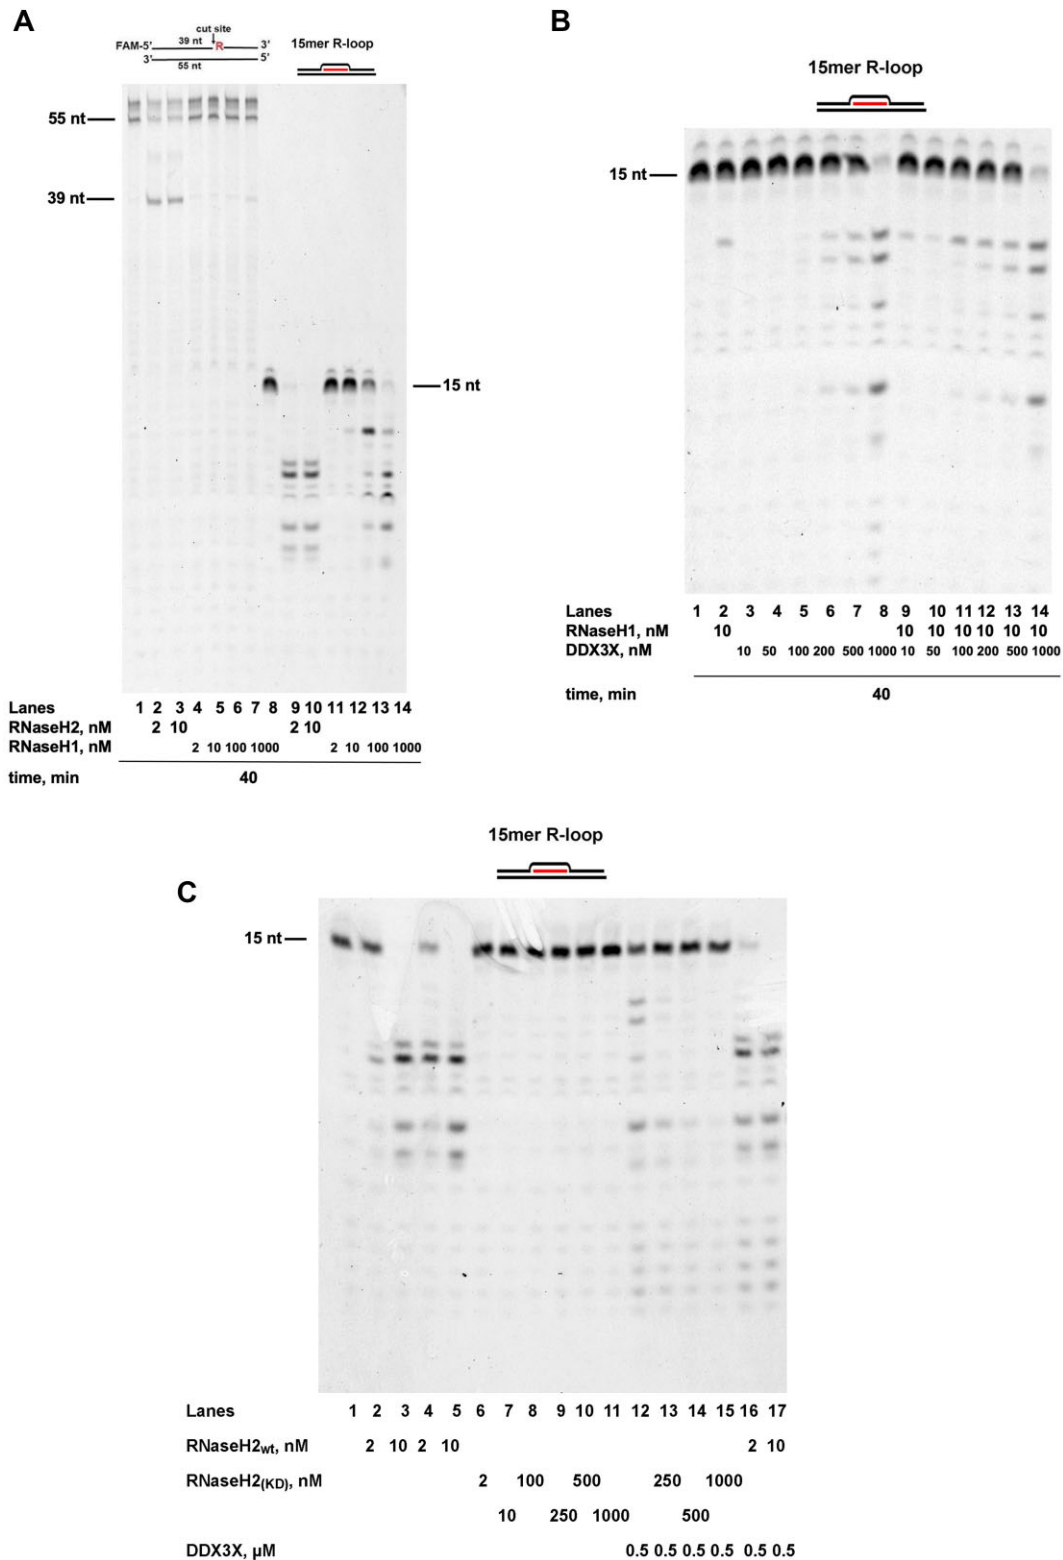 A
cut site
FAM-5' 39 nt R 3'
3' 55 nt 5'
15mer R-loop
55 nt
39 nt
15 nt
Lanes 1 2 3 4 5 6 7 8 9 10 11 12 13 14
RNaseH2, nM 2 10 2 10
RNaseH1, nM 2 10 100 1000 2 10 100 1000
time, min 40
B
15mer R-loop
15 nt
Lanes 1 2 3 4 5 6 7 8 9 10 11 12 13 14
RNaseH1, nM 10 10 10 10 10 10 10
DDX3X, nM 10 50 100 200 500 1000 10 50 100 200 500 1000
time, min 40
C
15mer R-loop
15 nt
Lanes 1 2 3 4 5 6 7 8 9 10 11 12 13 14 15 16 17
RNaseH2wt, nM 2 10 2 10 2 10
RNaseH2(KD), nM 2 100 500 250 1000
10 250 1000 500
DDX3X, µM 0.5 0.5 0.5 0.5 0.5 0.5